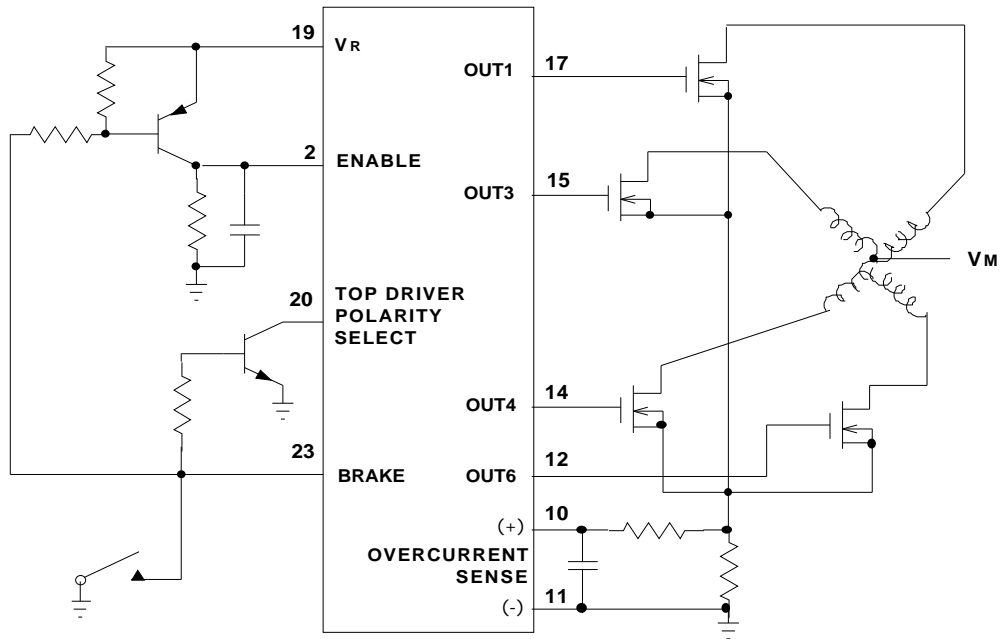 19
VR
OUT1
17
2
ENABLE
OUT3
15
VM
20
TOP DRIVER
POLARITY
SELECT
OUT4
14
23
BRAKE
OUT6
12
(+)
10
OVERCURRENT
SENSE
(-)
11